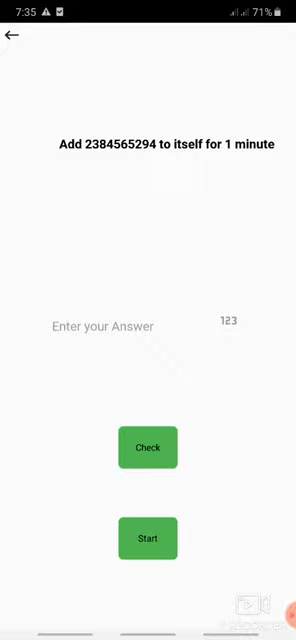 7:35
71%
Add 2384565294 to itself for 1 minute
Enter your Answer
123
Check
Start